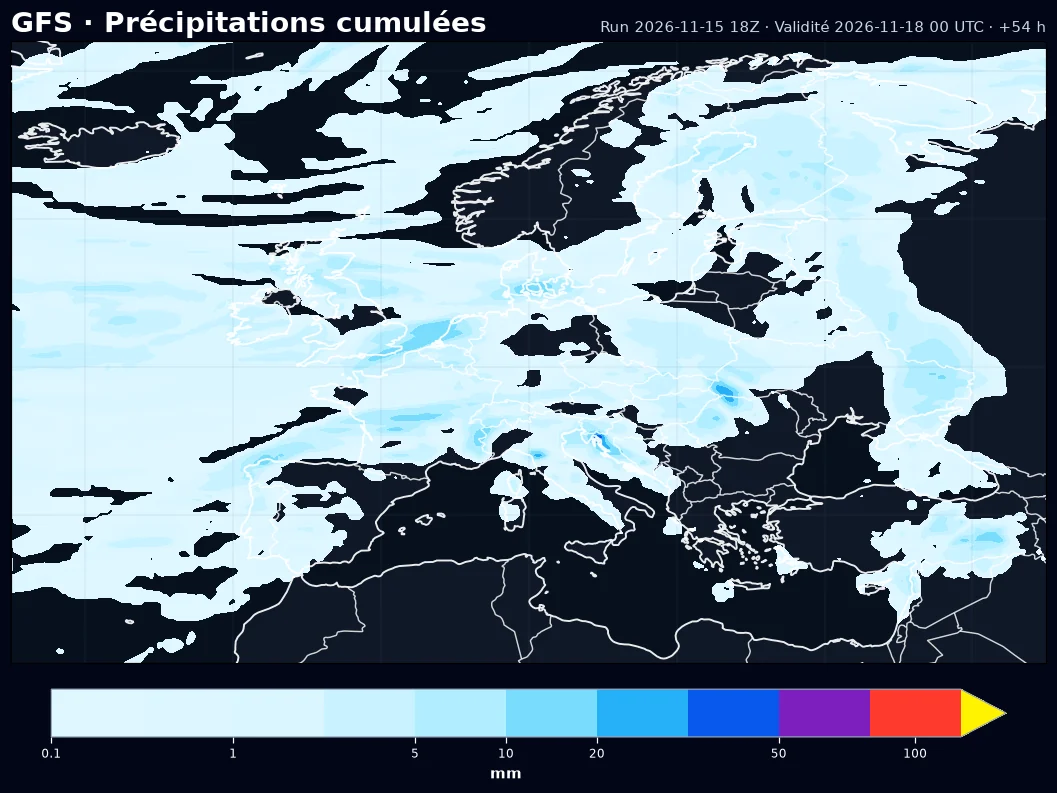 GFS · Précipitations cumulées
Run 2026-11-15 18Z · Validité 2026-11-18 00 UTC · +54 h
0.1 1 5 10 20 50 100
mm